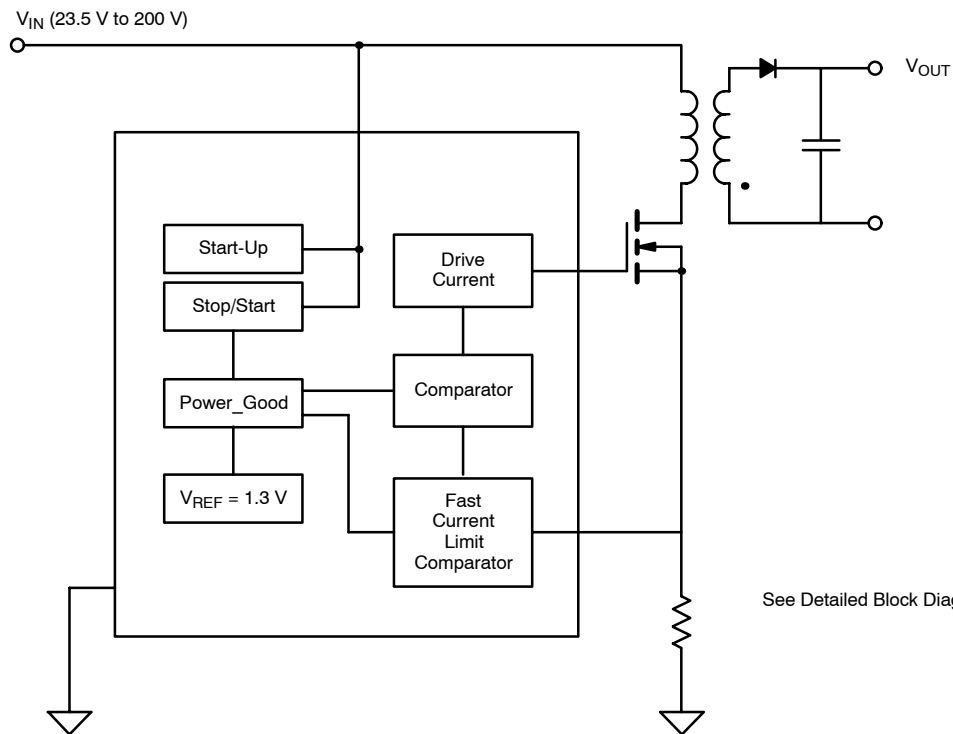 V_IN (23.5 V to 200 V)
V_OUT
Start-Up
Stop/Start
Power_Good
V_REF = 1.3 V
Drive
Current
Comparator
Fast
Current
Limit
Comparator
See Detailed Block Diag